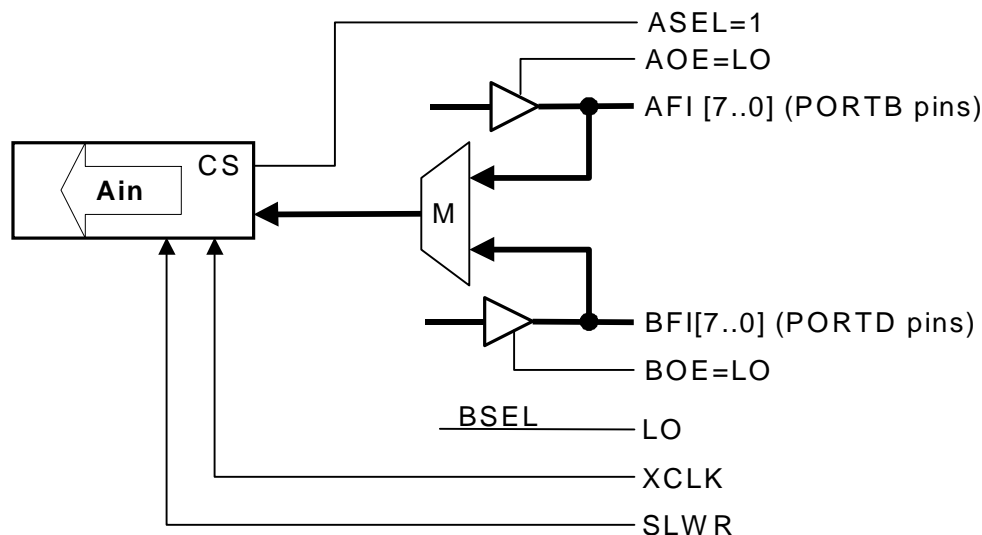 ASEL=1
AOE=LO
AFI [7..0] (PORTB pins)
CS
Ain
M
BFI[7..0] (PORTD pins)
BOE=LO
BSEL
LO
XCLK
SLWR